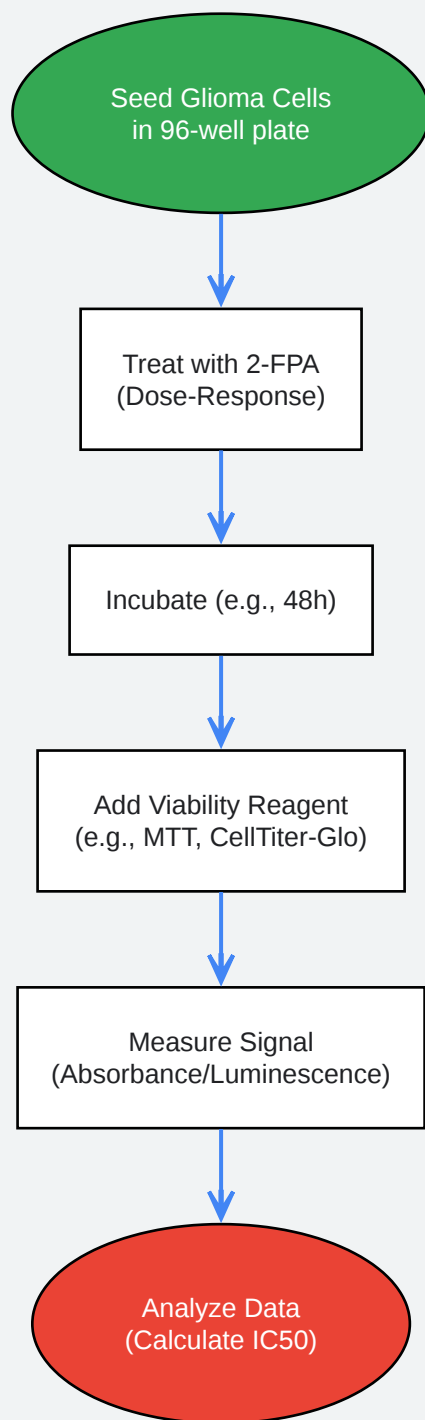 Seed Glioma Cells
in 96-well plate
Treat with 2-FPA
(Dose-Response)
Incubate (e.g., 48h)
Add Viability Reagent
(e.g., MTT, CellTiter-Glo)
Measure Signal
(Absorbance/Luminescence)
Analyze Data
(Calculate IC50)